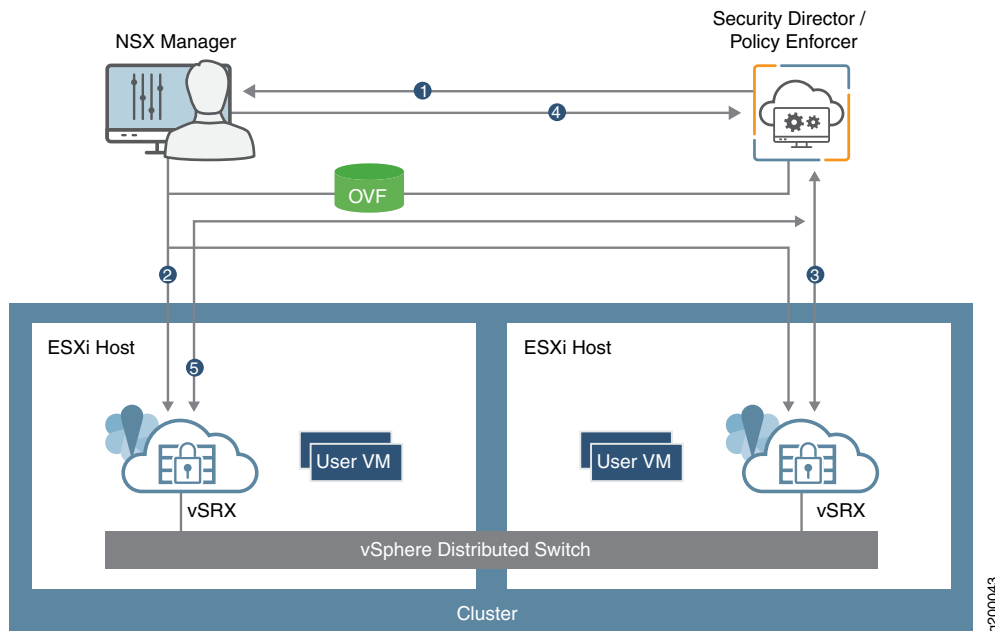 NSX Manager
Security Director /
Policy Enforcer
1
4
OVF
2
3
ESXi Host
ESXi Host
5
User VM
User VM
vSRX
vSRX
vSphere Distributed Switch
Cluster
g200043